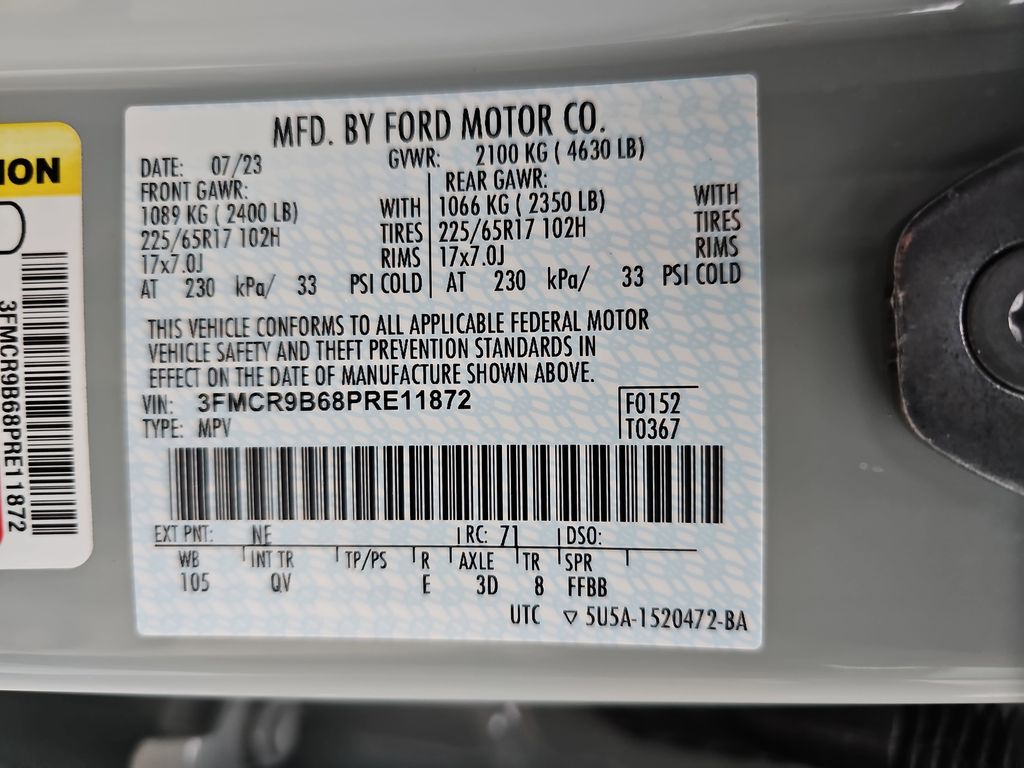 ION
3FMCR9B68PRE11872
MFD. BY FORD MOTOR CO.
DATE: 07/23 GVWR: 2100 KG ( 4630 LB)
FRONT GAWR: REAR GAWR:
1089 KG ( 2400 LB) WITH 1066 KG ( 2350 LB) WITH
225/65R17 102H TIRES 225/65R17 102H TIRES
17x7.0J RIMS 17x7.0J RIMS
AT 230 kPa/ 33 PSI COLD AT 230 kPa/ 33 PSI COLD
THIS VEHICLE CONFORMS TO ALL APPLICABLE FEDERAL MOTOR
VEHICLE SAFETY AND THEFT PREVENTION STANDARDS IN
EFFECT ON THE DATE OF MANUFACTURE SHOWN ABOVE.
VIN: 3FMCR9B68PRE11872 F0152
TYPE: MPV T0367
EXT PNT: NE RC: 71 DSO:
WB INT TR TP/PS R AXLE TR SPR
105 QV E 3D 8 FFBB
UTC ▽ 5U5A-1520472-BA